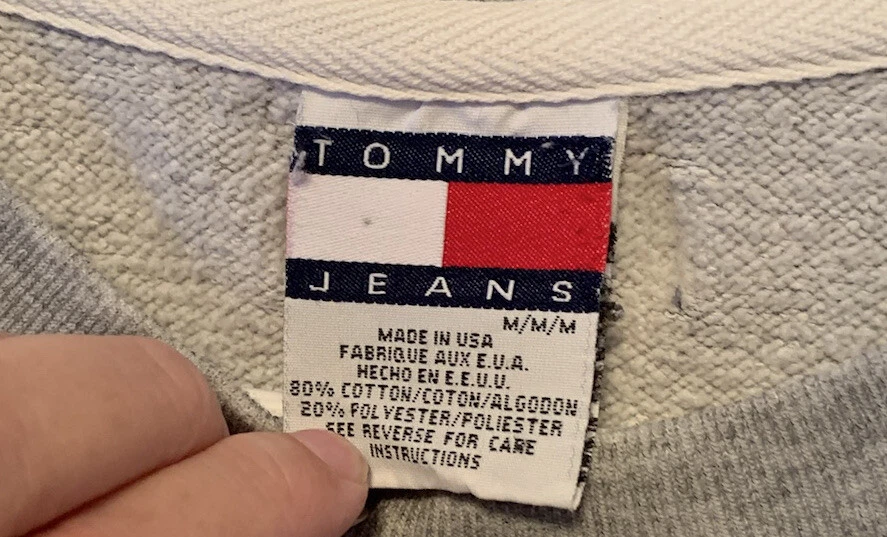 TOMMY
JEANS
M/M/M
MADE IN USA
FABRIQUE AUX E.U.A.
HECHO EN E.E.U.U.
80% COTTON/COTON/ALGODON
20% POLYESTER/POLIESTER
SEE REVERSE FOR CARE
INSTRUCTIONS